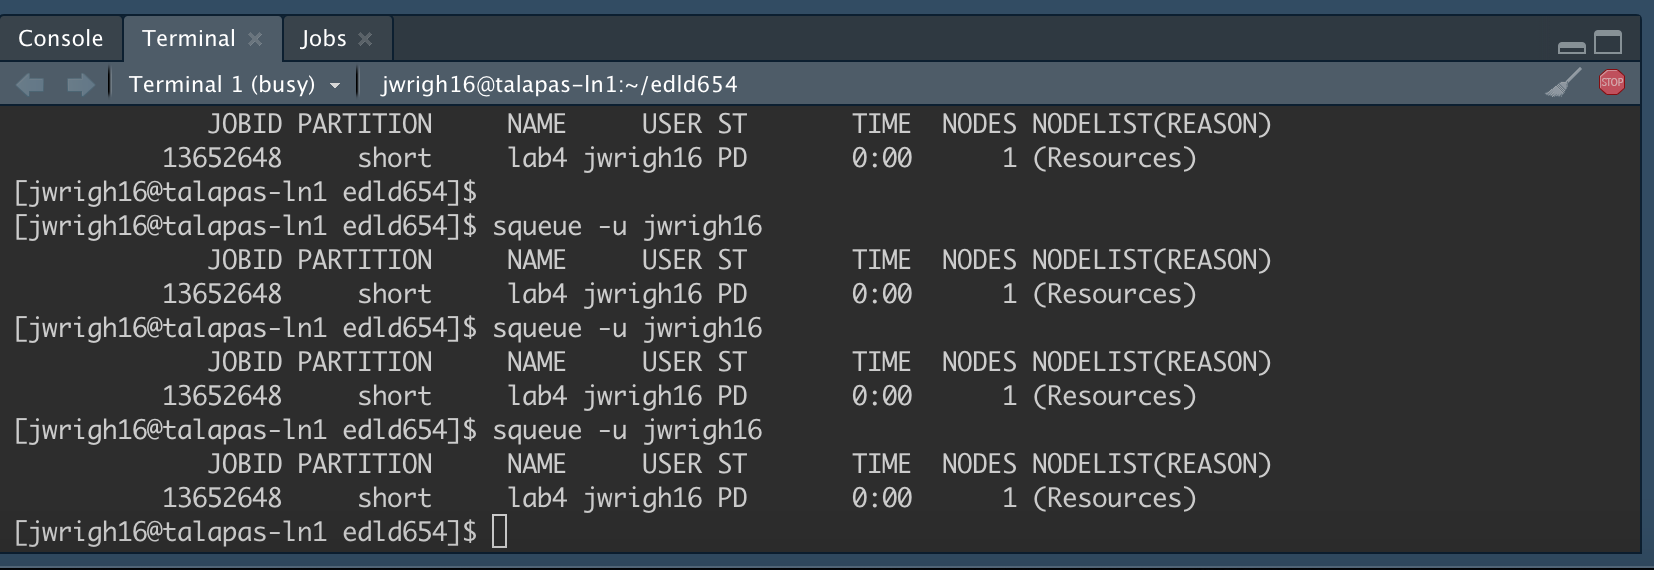 Console Terminal Jobs
Terminal 1 (busy) jwrigh16@talapas-ln1:~/edld654
STOP
JOBID PARTITION NAME USER ST TIME NODES NODELIST(REASON)
13652648 short lab4 jwrigh16 PD 0:00 1 (Resources)
[jwrigh16@talapas-ln1 edld654]$
[jwrigh16@talapas-ln1 edld654]$ squeue -u jwrigh16
JOBID PARTITION NAME USER ST TIME NODES NODELIST(REASON)
13652648 short lab4 jwrigh16 PD 0:00 1 (Resources)
[jwrigh16@talapas-ln1 edld654]$ squeue -u jwrigh16
JOBID PARTITION NAME USER ST TIME NODES NODELIST(REASON)
13652648 short lab4 jwrigh16 PD 0:00 1 (Resources)
[jwrigh16@talapas-ln1 edld654]$ squeue -u jwrigh16
JOBID PARTITION NAME USER ST TIME NODES NODELIST(REASON)
13652648 short lab4 jwrigh16 PD 0:00 1 (Resources)
[jwrigh16@talapas-ln1 edld654]$